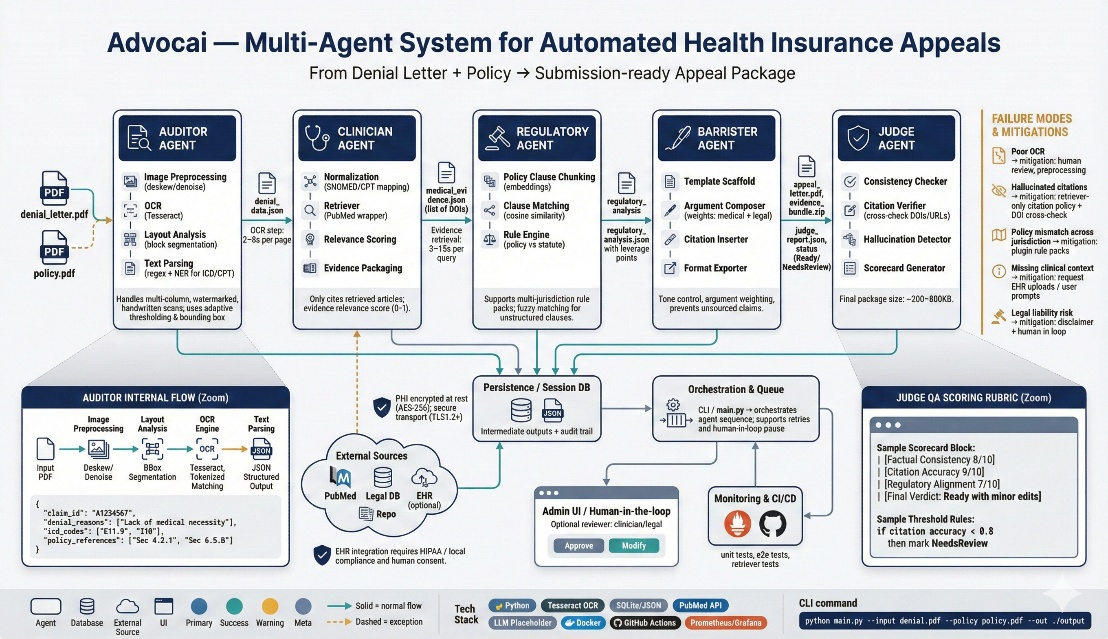 Advocai — Multi-Agent System for Automated Health Insurance Appeals
From Denial Letter + Policy → Submission-ready Appeal Package
PDF
denial_letter.pdf
PDF
policy.pdf
AUDITOR
AGENT
Image Preprocessing
(deskew/denoise)
OCR
(Tesseract)
Layout Analysis
(block segmentation)
Text Parsing
(regex + NER for ICD/CPT)
Handles multi-column, watermarked,
handwritten scans; uses adaptive
thresholding & bounding box
denial_
data.json
OCR step:
2–8s per page
CLINICIAN
AGENT
Normalization
(SNOMED/CPT mapping)
Retriever
(PubMed wrapper)
Relevance Scoring
Evidence Packaging
Only cites retrieved articles;
evidence relevance score (0–1).
medical_evi
dence.json
(list of DOIs)
Evidence
retrieval:
3–15s per
query
REGULATORY
AGENT
Policy Clause Chunking
(embeddings)
Clause Matching
(cosine similarity)
Rule Engine
(policy vs statute)
Supports multi-jurisdiction rule
packs; fuzzy matching for
unstructured clauses.
regulatory
_analysis
regulatory_
analysis.json
with leverage
points
BARRISTER
AGENT
Template Scaffold
Argument Composer
(weights: medical + legal)
Citation Inserter
Format Exporter
Tone control, argument weighting,
prevents unsourced claims.
appeal_
letter.pdf,
evidence_
bundle.zip
judge_
report.json,
status
(Ready/
NeedsReview)
JUDGE
AGENT
Consistency Checker
Citation Verifier
(cross-check DOIs/URLs)
Hallucination Detector
Scorecard Generator
Final package size: ~200–800KB.
FAILURE MODES
& MITIGATIONS
Poor OCR
→ mitigation: human
review, preprocessing
Hallucinated citations
→ mitigation: retriever-
only citation policy +
DOI cross-check
Policy mismatch across
jurisdiction → mitigation:
plugin rule packs
Missing clinical context
→ mitigation: request
EHR uploads / user
prompts
Legal liability risk
→ mitigation: disclaimer
+ human in loop
AUDITOR INTERNAL FLOW (Zoom)
Image
Preprocessing
Layout
Analysis
OCR
Engine
Text
Parsing
OCR
JSON
Input
PDF
Deskew/
Denoise
BBox
Segmentation
Tesseract,
Tokenized
Matching
JSON
Structured
Output
{
"claim_id": "A1234567",
"denial_reasons": ["Lack of medical necessity"],
"icd_codes": ["E11.9", "I10"],
"policy_references": ["Sec 4.2.1", "Sec 6.5.B"]
}
PHI encrypted at rest
(AES-256); secure
transport (TLS1.2+)
External Sources
PubMed
Legal DB
EHR
(optional)
Repo
EHR integration requires HIPAA / local
compliance and human consent.
Persistence / Session DB
JSON
Intermediate outputs + audit trail
Orchestration & Queue
CLI / main.py → orchestrates
agent sequence; supports retries
and human-in-loop pause
Admin UI / Human-in-the-loop
Optional reviewer: clinician/legal
Approve
Modify
Monitoring & CI/CD
unit tests, e2e tests,
retriever tests
JUDGE QA SCORING RUBRIC (Zoom)
Sample Scorecard Block:
| [Factual Consistency 8/10]
| [Citation Accuracy 9/10]
| [Regulatory Alignment 7/10]
| [Final Verdict: Ready with minor edits]
Sample Threshold Rules:
if citation accuracy < 0.8
then mark NeedsReview
Agent
Database
External
Source
UI
Primary
Success
Warning
Meta
Solid = normal flow
Dashed = exception
Tech
Stack
Python
Tesseract OCR
SQLite/JSON
PubMed API
LLM Placeholder
Docker
GitHub Actions
Prometheus/Grafana
CLI command
python main.py --input denial.pdf --policy policy.pdf --out ./output